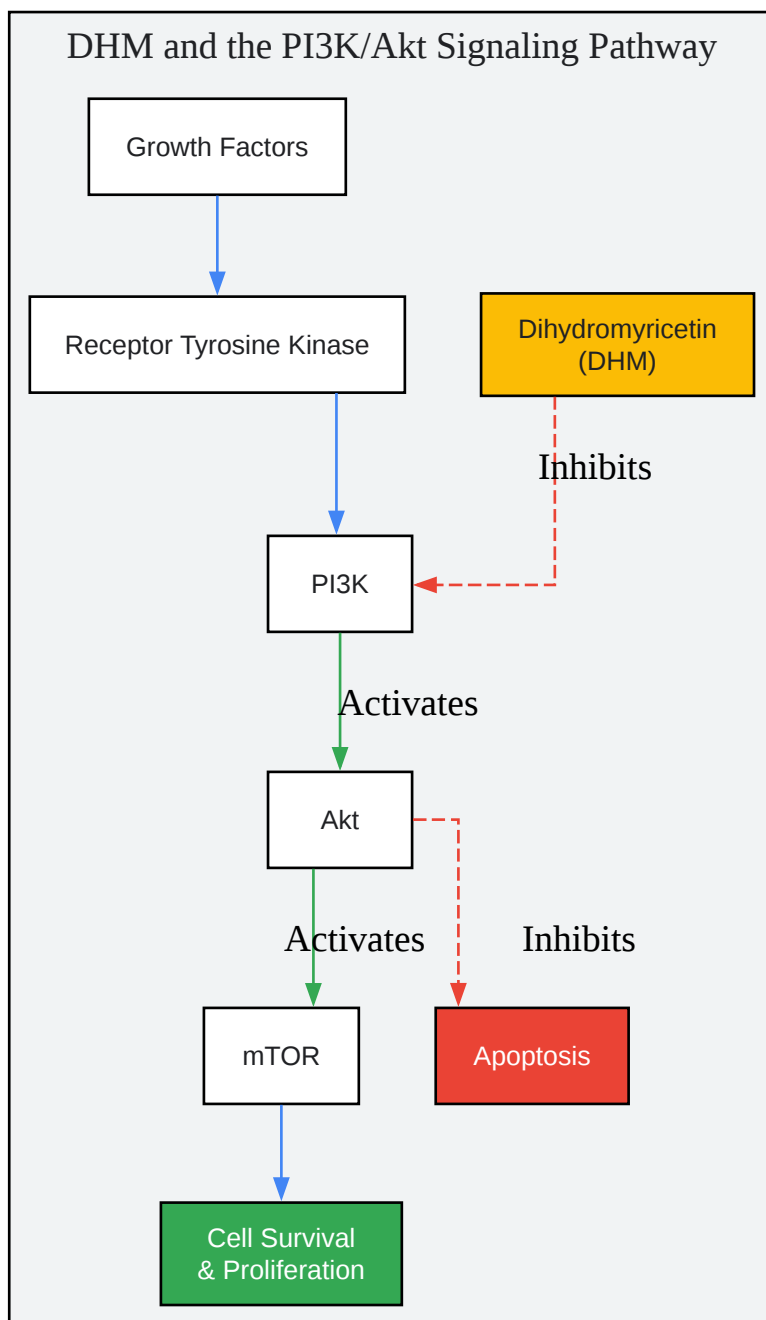 DHM and the PI3K/Akt Signaling Pathway
Growth Factors
Receptor Tyrosine Kinase
Dihydromyricetin
(DHM)
Inhibits
PI3K
Activates
Akt
Activates
Inhibits
mTOR
Apoptosis
Cell Survival
& Proliferation